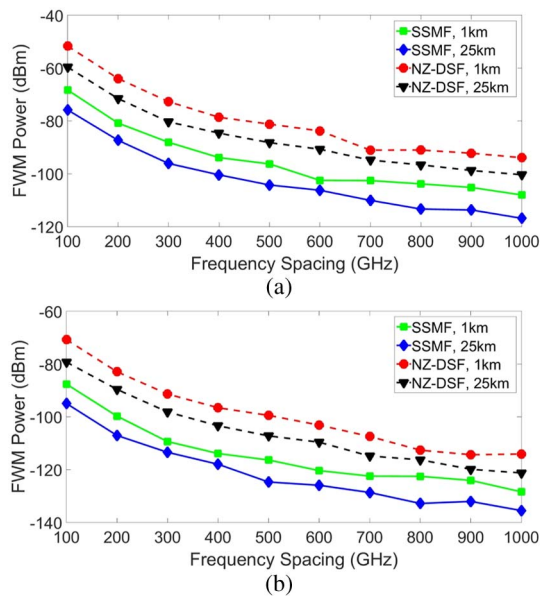 -40
-60
-80
-100
-120
FWM Power (dBm)
SSMF, 1km
SSMF, 25km
NZ-DSF, 1km
NZ-DSF, 25km
100 200 300 400 500 600 700 800 900 1000
Frequency Spacing (GHz)
(a)
-60
-80
-100
-120
-140
FWM Power (dBm)
SSMF, 1km
SSMF, 25km
NZ-DSF, 1km
NZ-DSF, 25km
100 200 300 400 500 600 700 800 900 1000
Frequency Spacing (GHz)
(b)